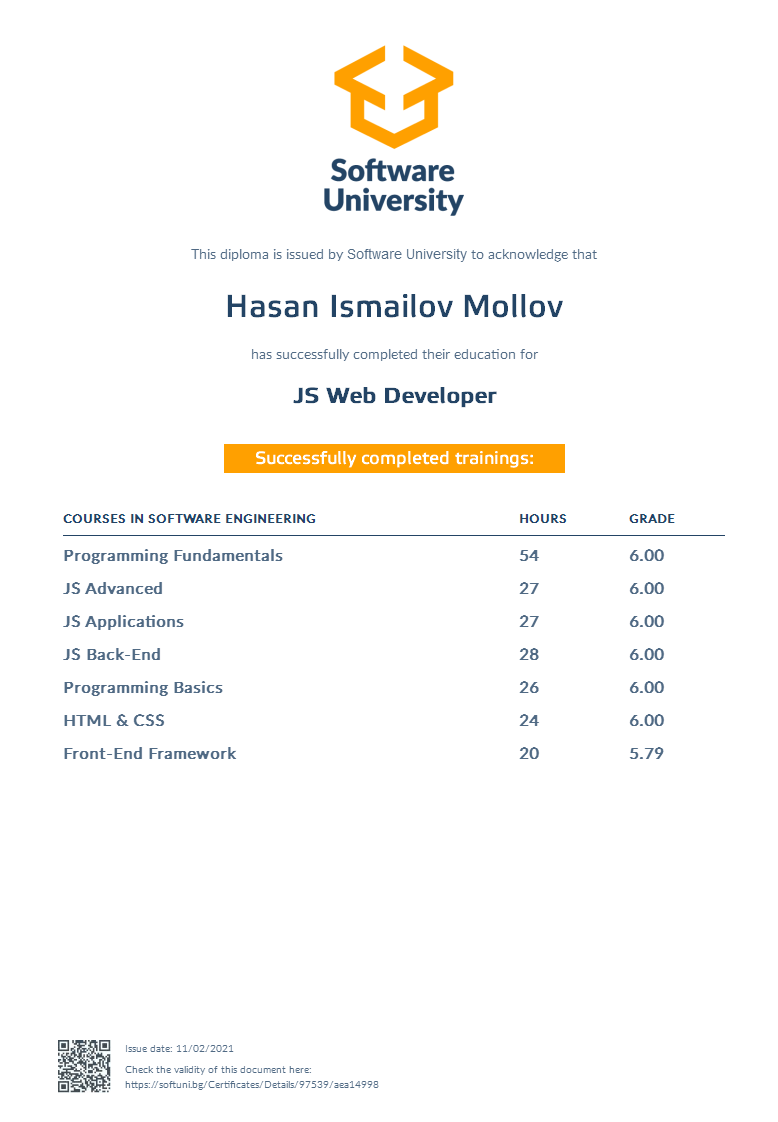 Software
University
This diploma is issued by Software University to acknowledge that
Hasan Ismailov Mollov
has successfully completed their education for
JS Web Developer
Successfully completed trainings:
COURSES IN SOFTWARE ENGINEERING HOURS GRADE
Programming Fundamentals 54 6.00
JS Advanced 27 6.00
JS Applications 27 6.00
JS Back-End 28 6.00
Programming Basics 26 6.00
HTML & CSS 24 6.00
Front-End Framework 20 5.79
Issue date: 11/02/2021
Check the validity of this document here:
https://softuni.bg/Certificates/Details/97539/aea14998